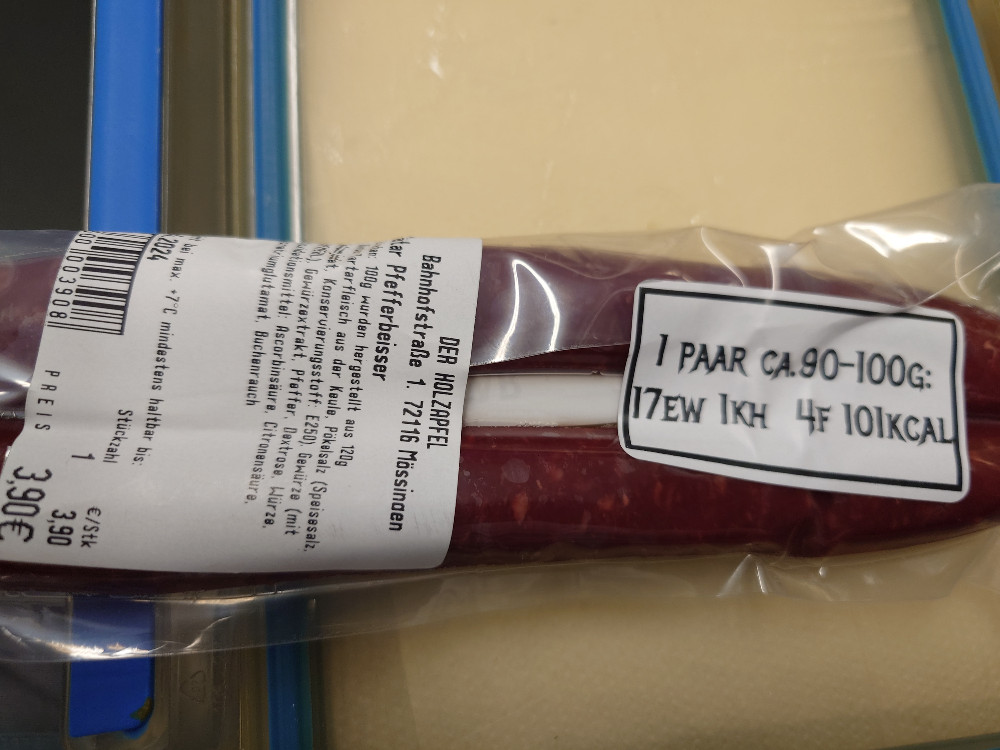 DER HOLZAPFEL
Bahnhofstraße 1, 72116 Mössingen
Pfefferbeisser
100g wurden hergestellt aus 120g
aus der Keule, Pökelsalz (Speisesalz,
Konservierungsstoff: E250), Gewürze (mit
Gewürzextrakt, Pfeffer, Dextrose, Würze,
Ascorbinsäure, Citronensäure,
Buchenrauch
bei max. +7°C mindestens haltbar bis:
2024
Stückzahl €/Stk
1 3,90
PREIS 3,90€
003908
1 PAAR CA.90-100G:
17EW 1KH 4F 101KCAL